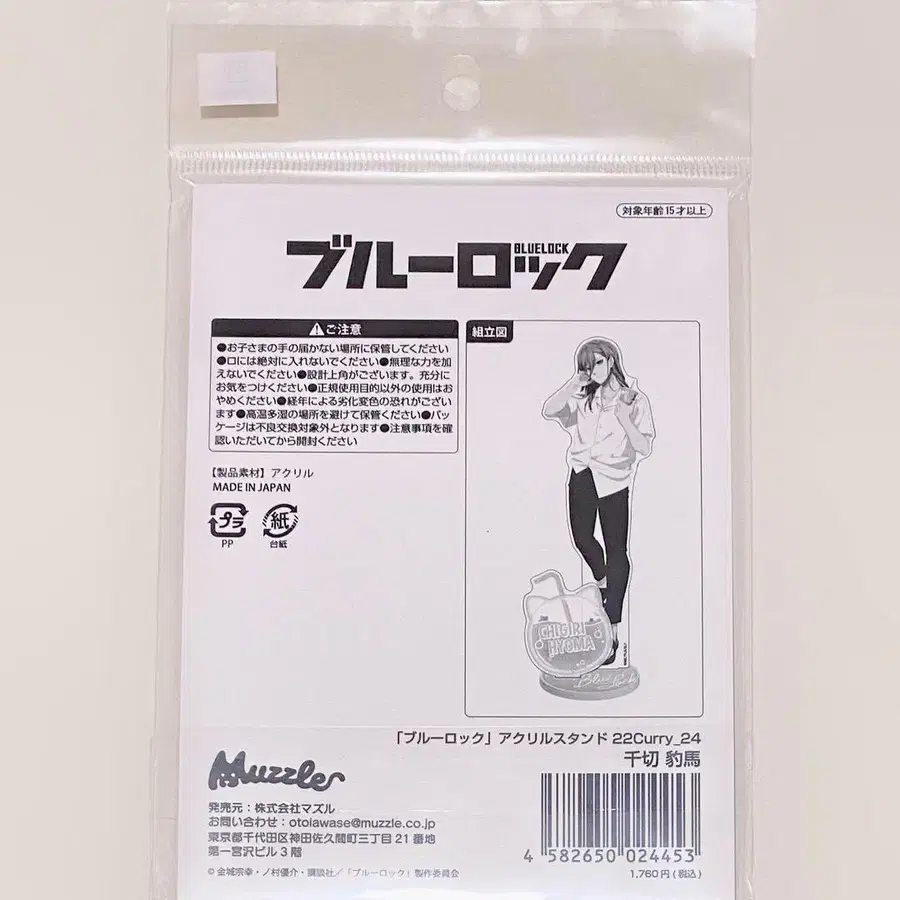 対象年齢15才以上
BLUELOCK
ブルーロック
ご注意
●お子さまの手の届かない場所に保管してください
●口には絶対に入れないでください●無理な力を加
えないでください●設計上角がございます。充分に
お気をつけください●正規使用目的以外の使用はお
やめください●経年による劣化変色の恐れがござい
ます●高温多湿の場所を避けて保管ください●パッ
ケージは不良交換対象外となります●注意事項を確
認いただいてから開封ください
【製品素材】アクリル
MADE IN JAPAN
プラ
PP
紙
台紙
組立図
CHIGIRI
HYOMA
Blue Lock
「ブルーロック」アクリルスタンド 22Curry_24
千切 豹馬
Muzzle
発売元：株式会社マズル
お問い合わせ：otoiawase@muzzle.co.jp
東京都千代田区神田佐久間町三丁目21番地
第一宮沢ビル3階
© 金城宗幸・ノ村優介・講談社／「ブルーロック」製作委員会
4 582650 024453
1,760円(税込)